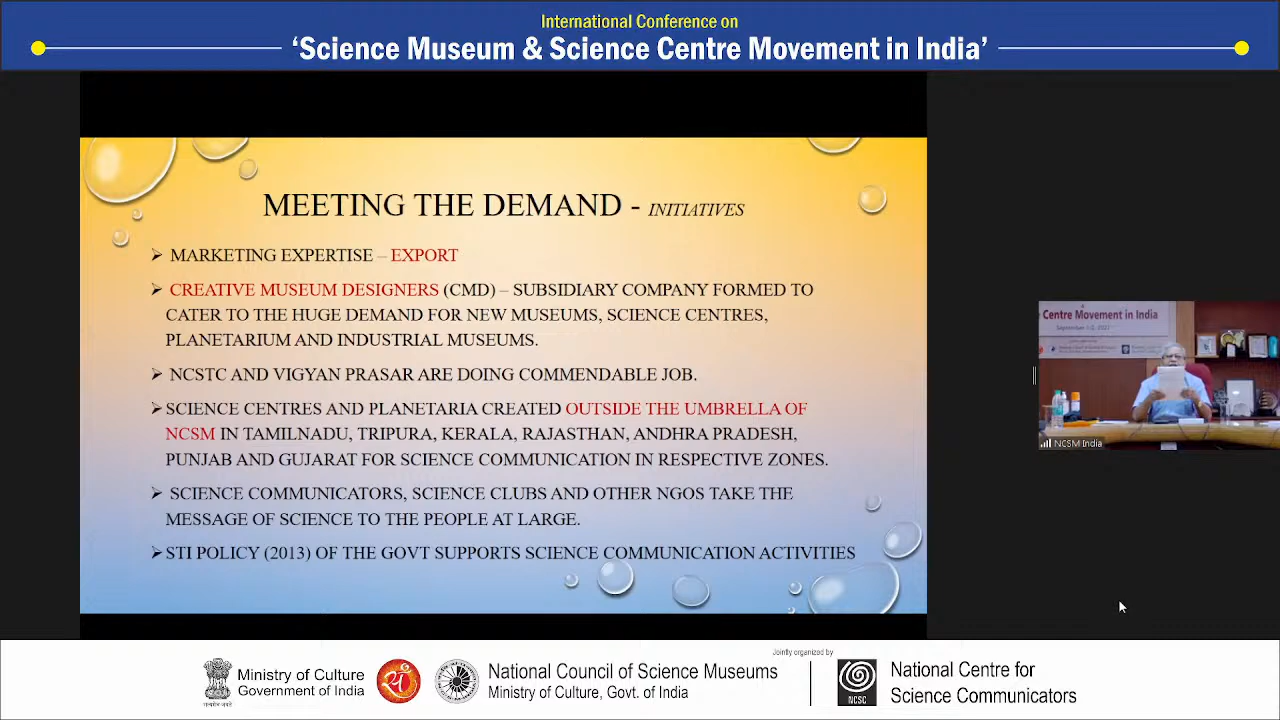 International Conference on
‘Science Museum & Science Centre Movement in India’
MEETING THE DEMAND - INITIATIVES
➢ MARKETING EXPERTISE – EXPORT
➢ CREATIVE MUSEUM DESIGNERS (CMD) – SUBSIDIARY COMPANY FORMED TO
CATER TO THE HUGE DEMAND FOR NEW MUSEUMS, SCIENCE CENTRES,
PLANETARIUM AND INDUSTRIAL MUSEUMS.
➢ NCSTC AND VIGYAN PRASAR ARE DOING COMMENDABLE JOB.
➢ SCIENCE CENTRES AND PLANETARIA CREATED OUTSIDE THE UMBRELLA OF
NCSM IN TAMILNADU, TRIPURA, KERALA, RAJASTHAN, ANDHRA PRADESH,
PUNJAB AND GUJARAT FOR SCIENCE COMMUNICATION IN RESPECTIVE ZONES.
➢ SCIENCE COMMUNICATORS, SCIENCE CLUBS AND OTHER NGOS TAKE THE
MESSAGE OF SCIENCE TO THE PEOPLE AT LARGE.
➢ STI POLICY (2013) OF THE GOVT SUPPORTS SCIENCE COMMUNICATION ACTIVITIES
Centre Movement in India
NCSM India
Ministry of Culture
Government of India
सत्यमेव जयते
National Council of Science Museums
Ministry of Culture, Govt. of India
Jointly organized by
NCSC
National Centre for
Science Communicators